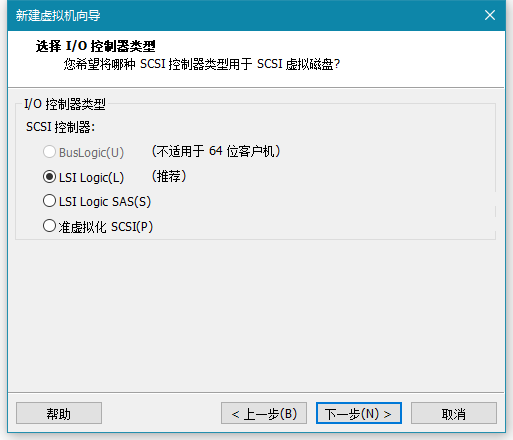 新建虚拟机向导
选择 I/O 控制器类型
您希望将哪种 SCSI 控制器类型用于 SCSI 虚拟磁盘?
I/O 控制器类型
SCSI 控制器:
BusLogic(U) (不适用于 64 位客户机)
LSI Logic(L) (推荐)
LSI Logic SAS(S)
准虚拟化 SCSI(P)
帮助 < 上一步(B) 下一步(N) > 取消